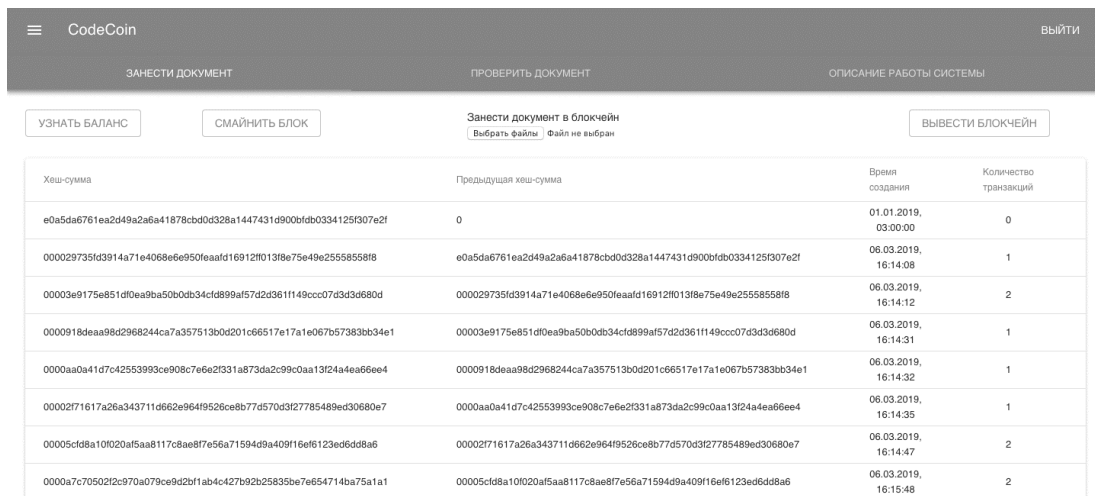 CodeCoin ВЫЙТИ
ЗАНЕСТИ ДОКУМЕНТ ПРОВЕРИТЬ ДОКУМЕНТ ОПИСАНИЕ РАБОТЫ СИСТЕМЫ
УЗНАТЬ БАЛАНС СМАЙНИТЬ БЛОК Занести документ в блокчейн ВЫВЕСТИ БЛОКЧЕЙН
Выбрать файлы Файл не выбран
Хеш-сумма Предыдущая хеш-сумма Время создания Количество транзакций
e0a5da6761ea2d49a2a6a41878cbd0d328a1447431d900bfdb0334125f307e2f 0 01.01.2019, 03:00:00 0
000029735fd3914a71e4068e6e950feaafd16912ff013f8e75e49e25558558f8 e0a5da6761ea2d49a2a6a41878cbd0d328a1447431d900bfdb0334125f307e2f 06.03.2019, 16:14:08 1
00003e9175e851df0ea9ba50b0db34cfd899af57d2d361f149ccc07d3d3d680d 000029735fd3914a71e4068e6e950feaafd16912ff013f8e75e49e25558558f8 06.03.2019, 16:14:12 2
0000918deaa98d2968244ca7a357513b0d201c66517e17a1e067b57383bb34e1 00003e9175e851df0ea9ba50b0db34cfd899af57d2d361f149ccc07d3d3d680d 06.03.2019, 16:14:31 1
0000aa0a41d7c42553993ce908c7e6e2f331a873da2c99c0aa13f24a4ea66ee4 0000918deaa98d2968244ca7a357513b0d201c66517e17a1e067b57383bb34e1 06.03.2019, 16:14:32 1
00002f71617a26a343711d662e964f9526ce8b77d570d3f27785489ed30680e7 0000aa0a41d7c42553993ce908c7e6e2f331a873da2c99c0aa13f24a4ea66ee4 06.03.2019, 16:14:35 1
00005cfd8a10f020af5aa8117c8ae8f7e56a71594d9a409f16ef6123ed6dd8a6 00002f71617a26a343711d662e964f9526ce8b77d570d3f27785489ed30680e7 06.03.2019, 16:14:47 2
0000a7c70502f2c970a079ce9d2bf1ab4c427b92b25835be7e654714ba75a1a1 00005cfd8a10f020af5aa8117c8ae8f7e56a71594d9a409f16ef6123ed6dd8a6 06.03.2019, 16:15:48 2